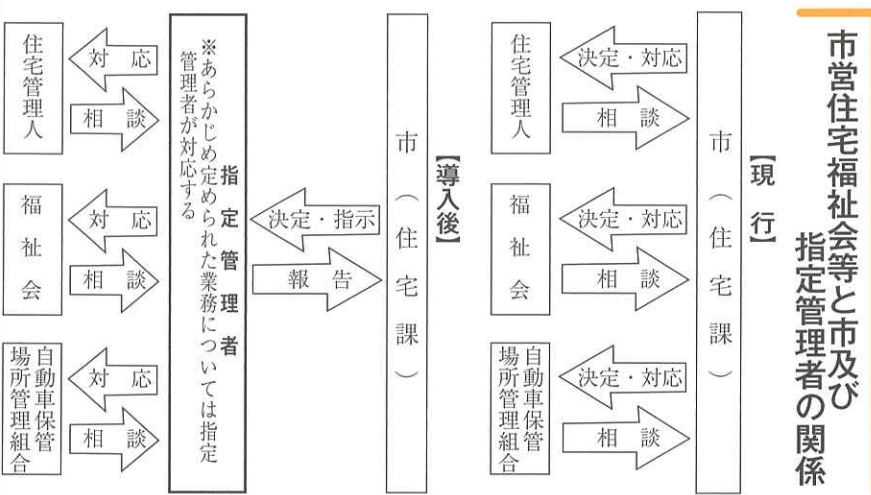 市営住宅福祉会等と市及び
指定管理者の関係
【現　行】
市（住宅課）
決定・対応
相　談
住宅管理人
決定・対応
相　談
福祉会
決定・対応
相　談
自動車保管
場所管理組合
【導入後】
市（住宅課）
決定・指示
報　告
指定管理者
※あらかじめ定められた業務については指定
管理者が対応する
対　応
相　談
住宅管理人
対　応
相　談
福祉会
対　応
相　談
自動車保管
場所管理組合